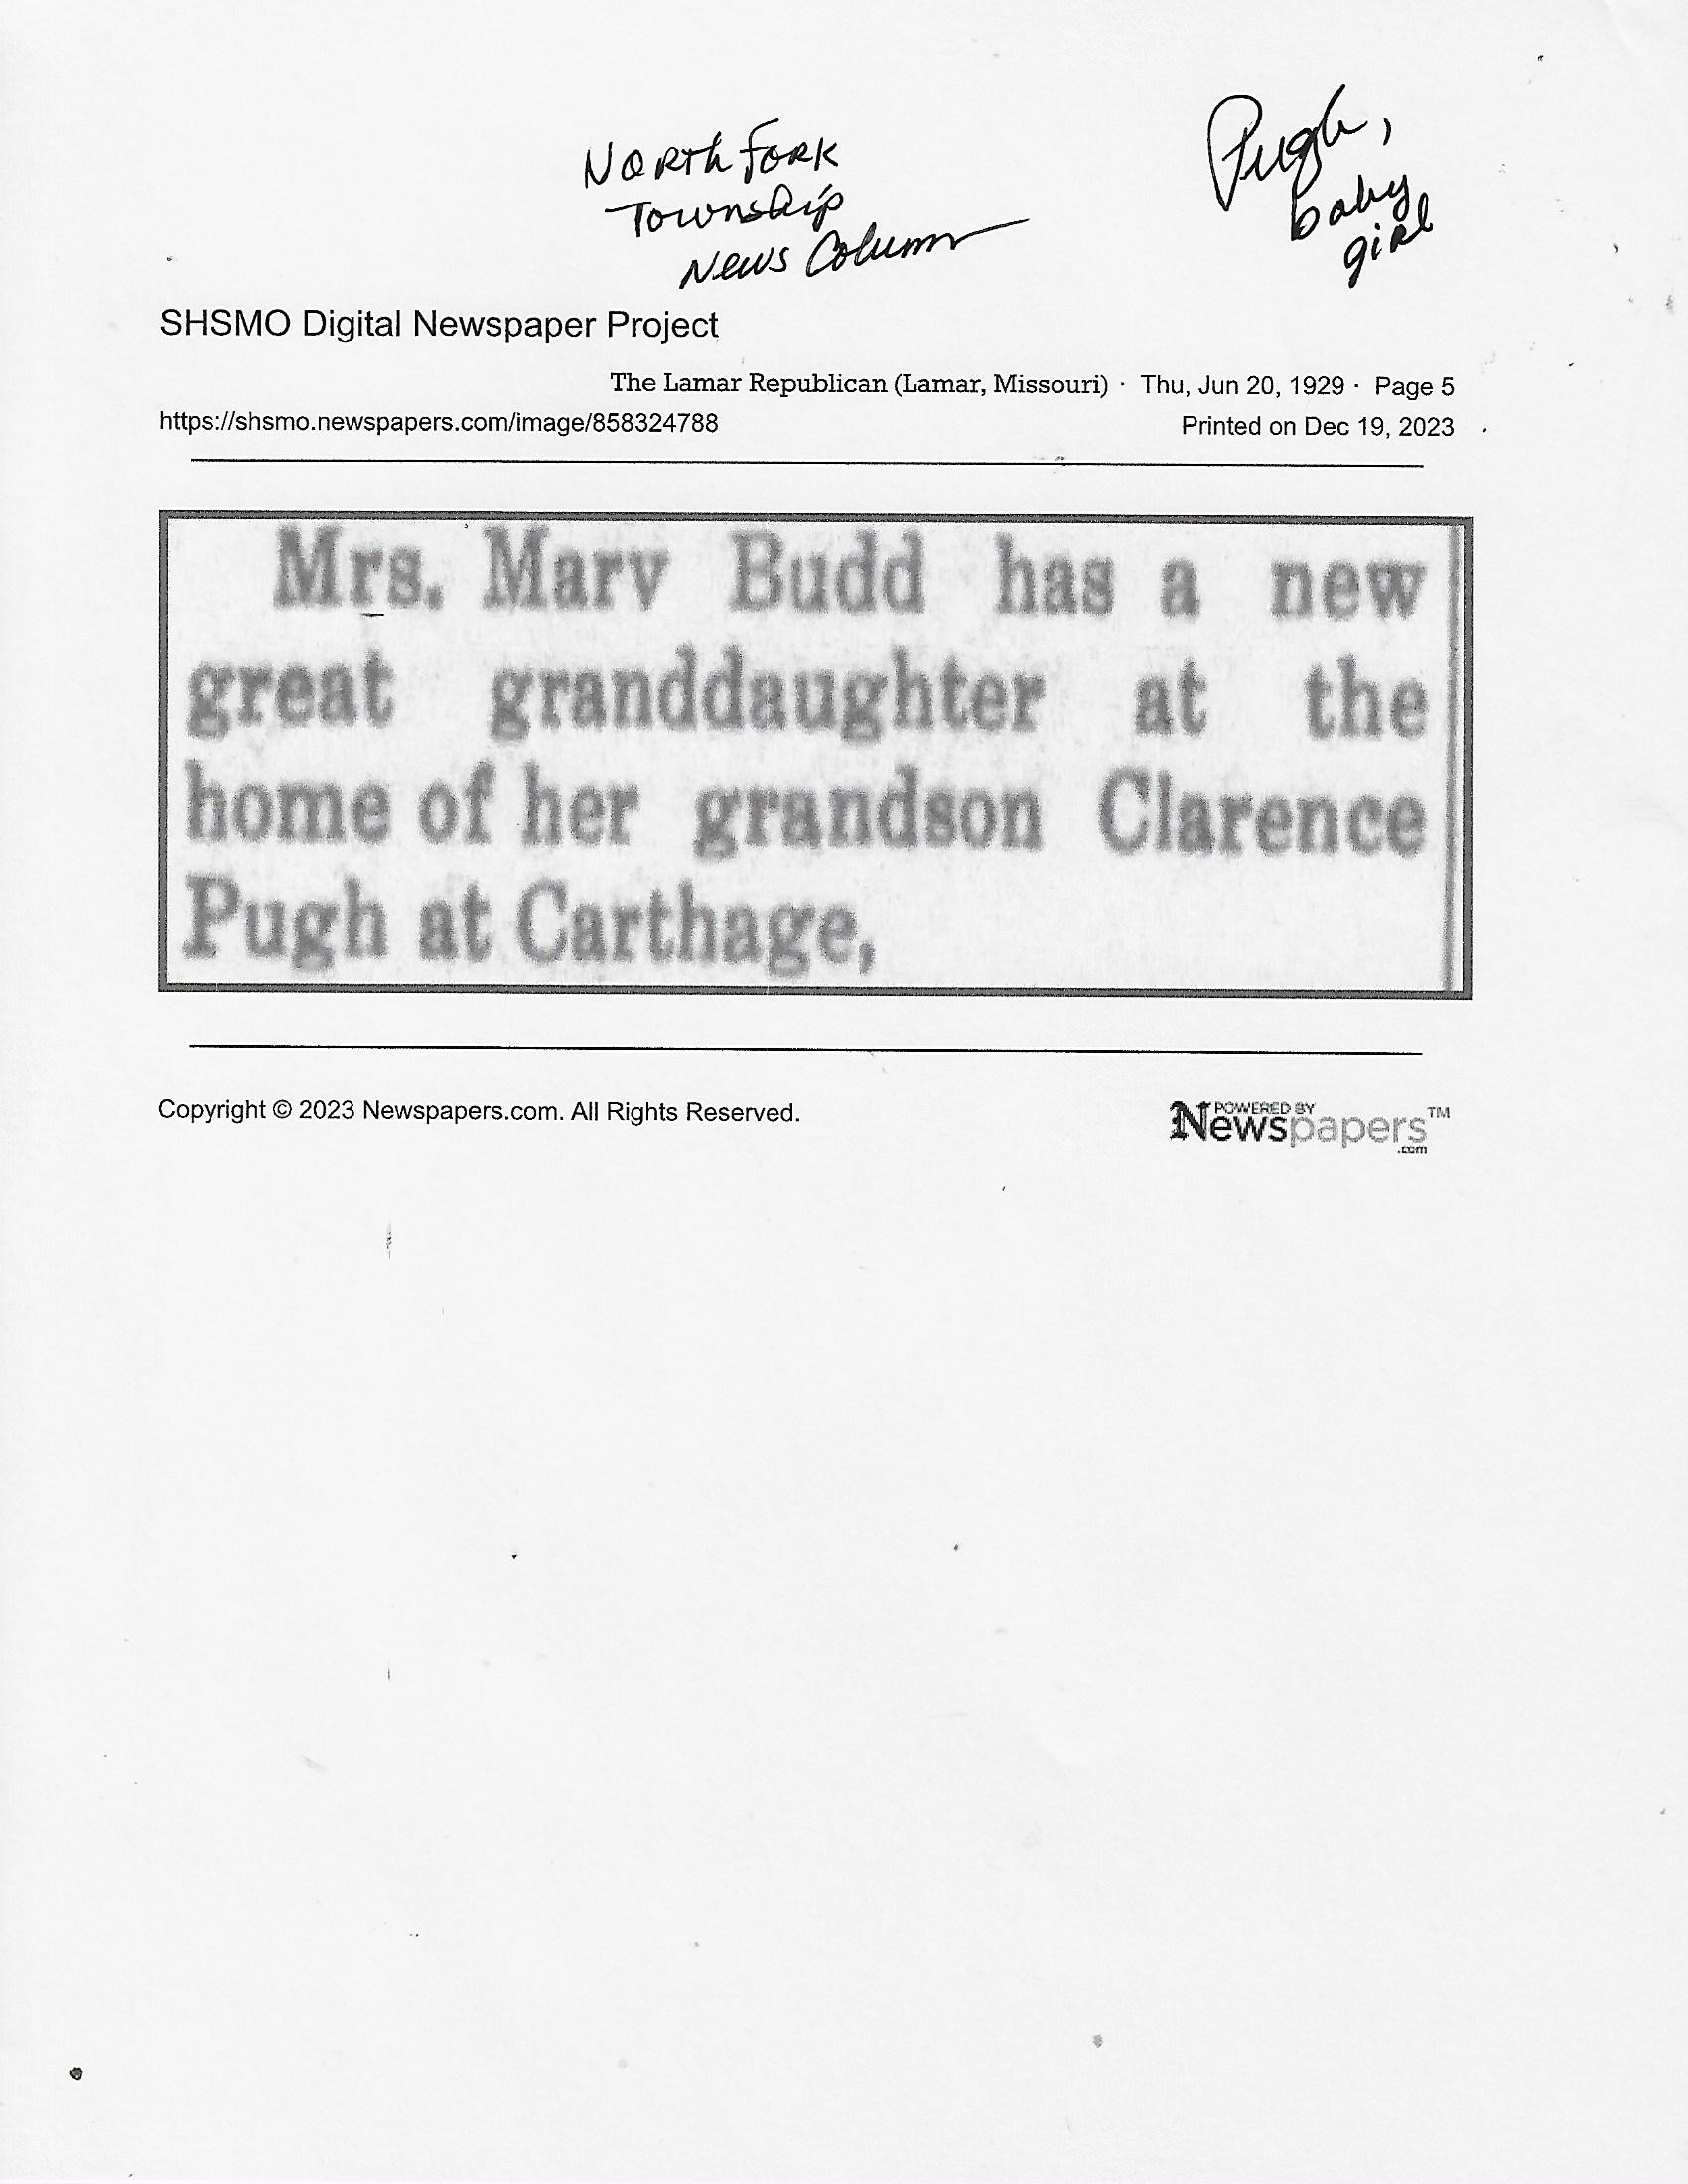 North Fork
Township
News Column
Pugh,
baby
girl
SHSMO Digital Newspaper Project
The Lamar Republican (Lamar, Missouri) · Thu, Jun 20, 1929 · Page 5
https://shsmo.newspapers.com/image/858324788
Printed on Dec 19, 2023
Mrs. Marv Budd has a new
great granddaughter at the
home of her grandson Clarence
Pugh at Carthage,
Copyright © 2023 Newspapers.com. All Rights Reserved.
POWERED BY
Newspapers™
.com